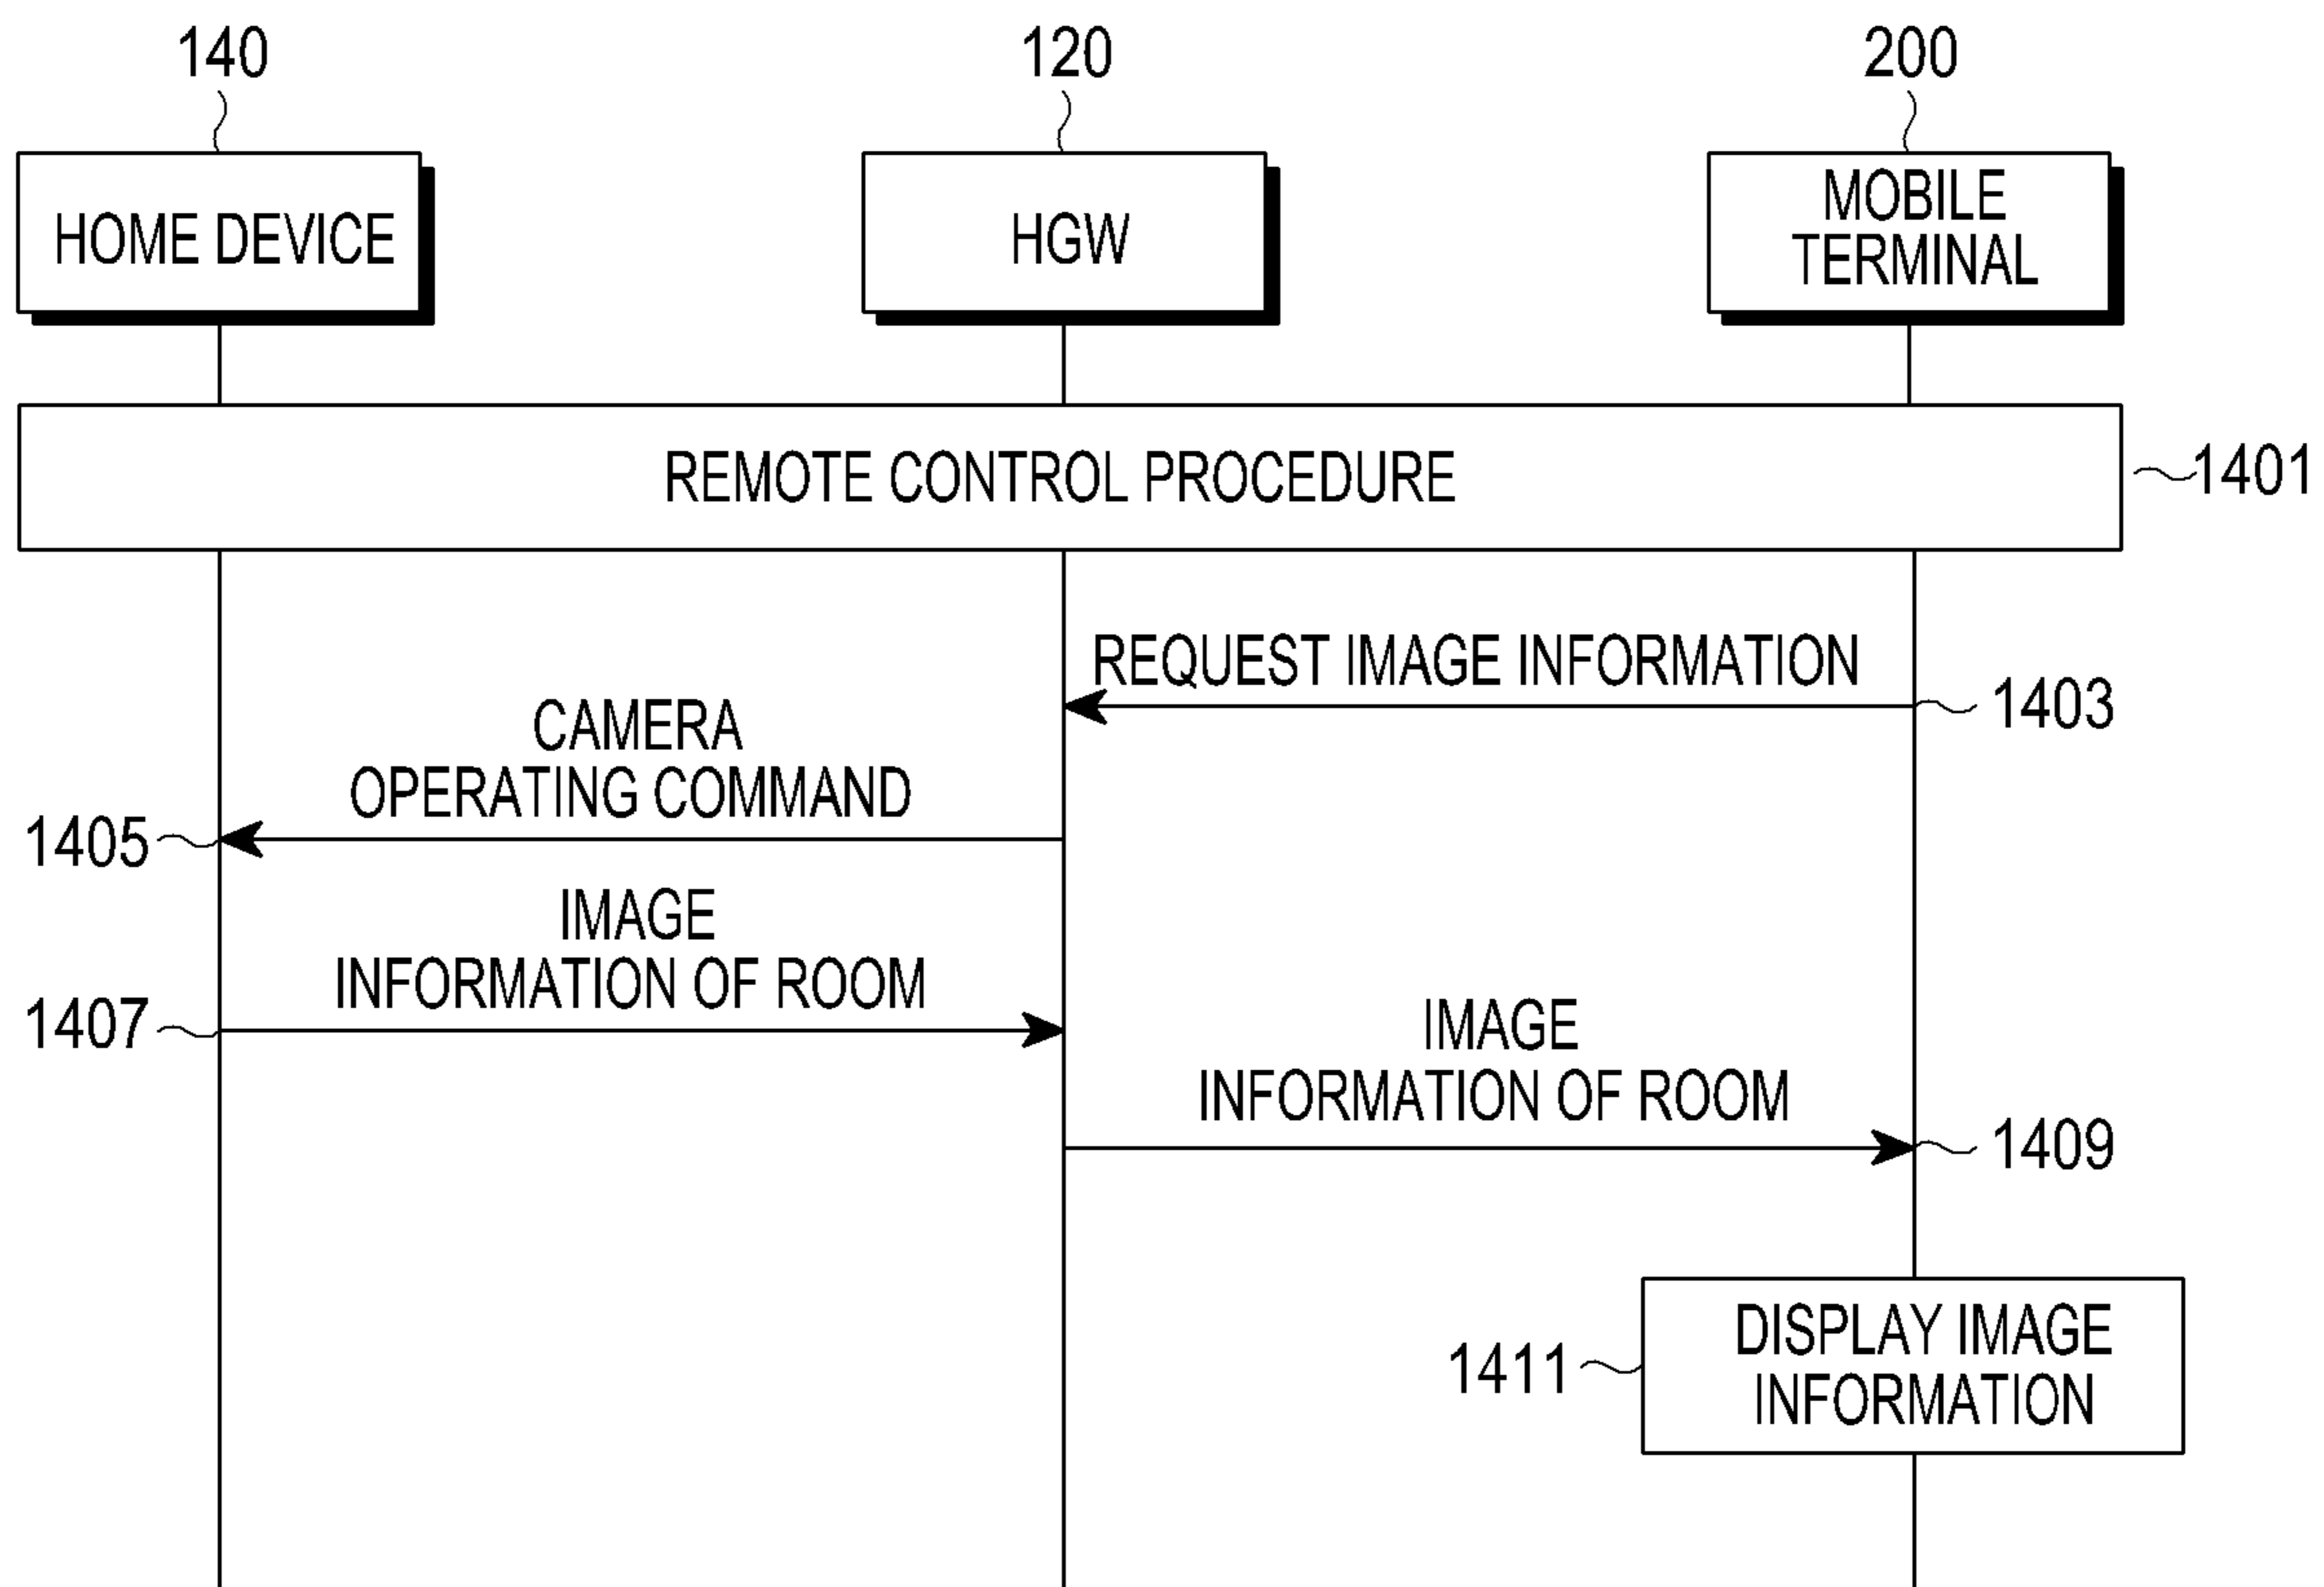 140
120
200
HOME DEVICE
HGW
MOBILE
TERMINAL
REMOTE CONTROL PROCEDURE
1401
REQUEST IMAGE INFORMATION
1403
CAMERA
OPERATING COMMAND
1405
IMAGE
INFORMATION OF ROOM
1407
IMAGE
INFORMATION OF ROOM
1409
DISPLAY IMAGE
INFORMATION
1411